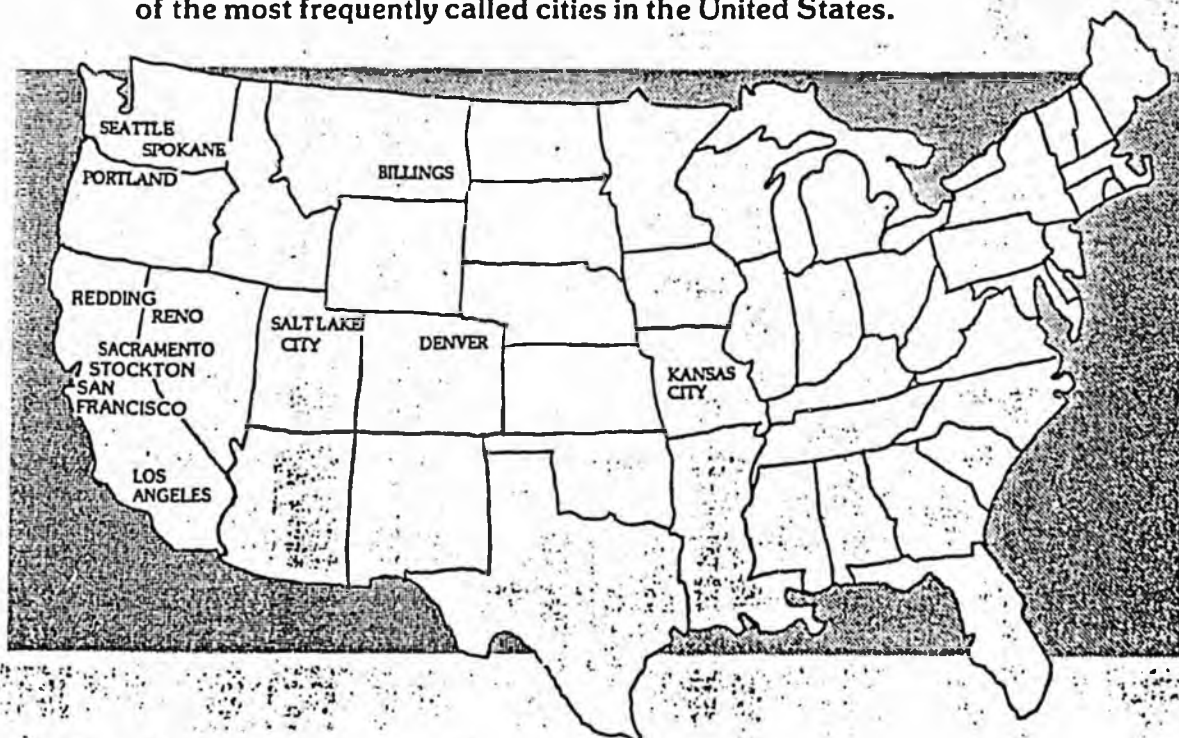 of the most frequently called cities in the United States.
SEATTLE
SPOKANE
PORTLAND
BILLINGS
REDDING
RENO
SACRAMENTO
STOCKTON
SAN
FRANCISCO
LOS
ANGELES
SALT LAKE
CITY
DENVER
KANSAS
CITY